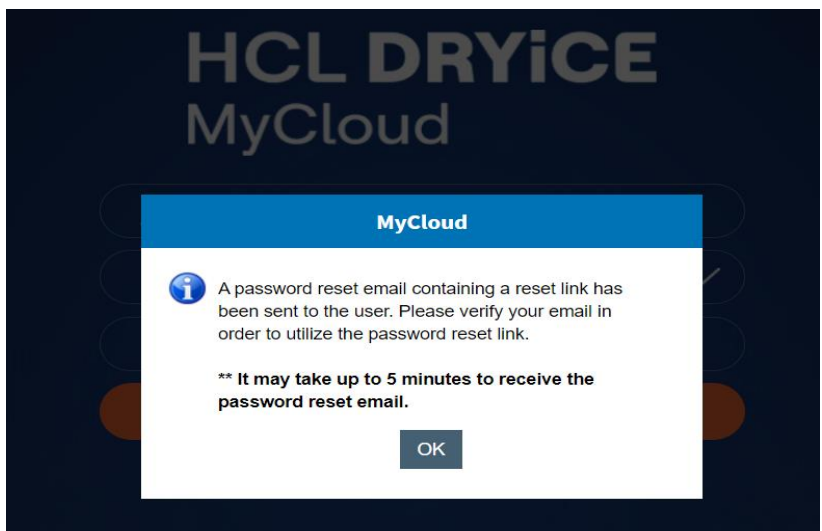 HCL DRYiCE
MyCloud
MyCloud
A password reset email containing a reset link has
been sent to the user. Please verify your email in
order to utilize the password reset link.
** It may take up to 5 minutes to receive the
password reset email.
OK